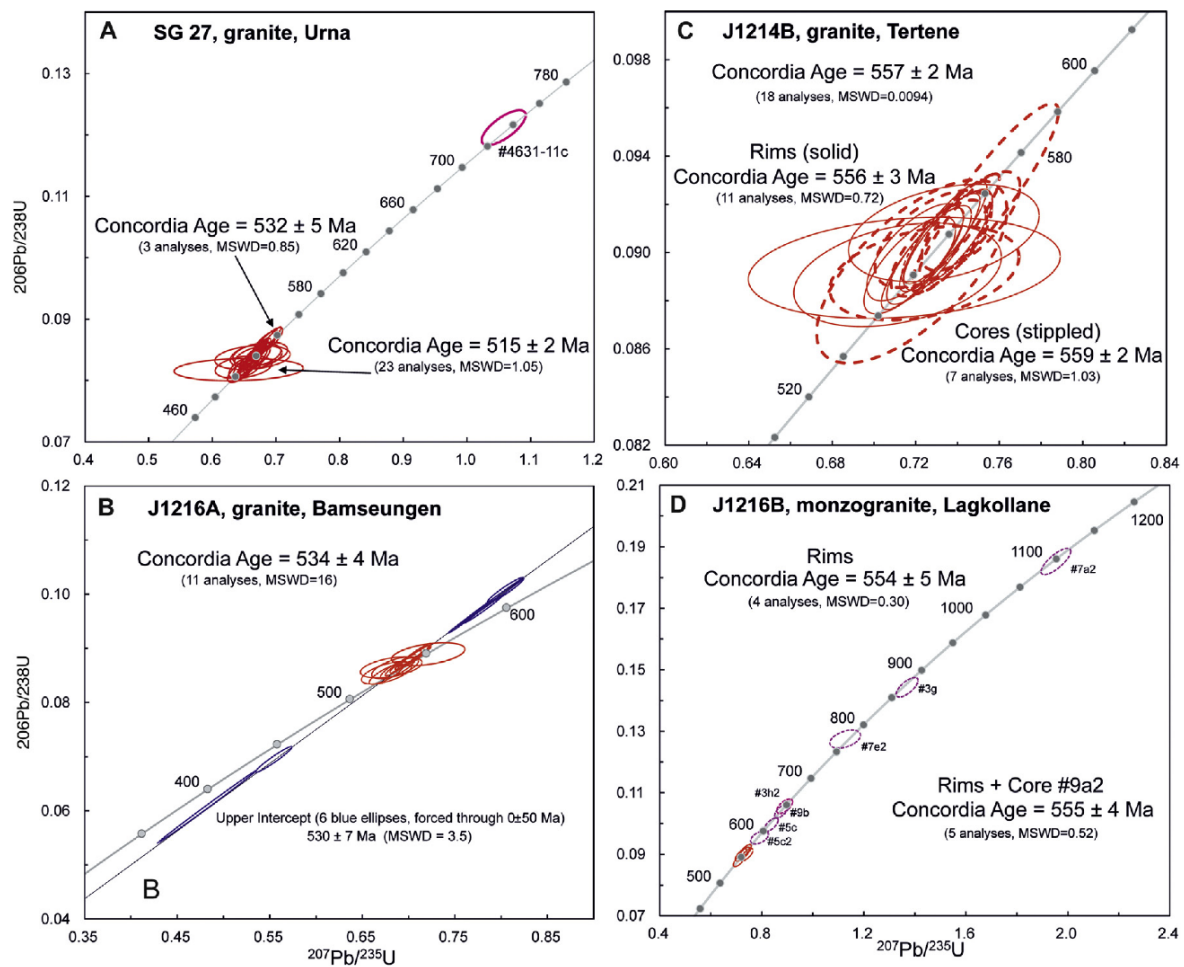 A
SG 27, granite, Urna
206Pb/238U
0.13
0.11
0.09
0.07
0.4
0.5
0.6
0.7
0.8
0.9
1.0
1.1
1.2
780
#4631-11c
700
660
620
580
460
Concordia Age = 532 ± 5 Ma
(3 analyses, MSWD=0.85)
Concordia Age = 515 ± 2 Ma
(23 analyses, MSWD=1.05)
C
J1214B, granite, Tertene
Concordia Age = 557 ± 2 Ma
(18 analyses, MSWD=0.0094)
Rims (solid)
Concordia Age = 556 ± 3 Ma
(11 analyses, MSWD=0.72)
Cores (stippled)
Concordia Age = 559 ± 2 Ma
(7 analyses, MSWD=1.03)
600
580
520
0.098
0.094
0.090
0.086
0.082
0.60
0.64
0.68
0.72
0.76
0.80
0.84
B
J1216A, granite, Bamseungen
Concordia Age = 534 ± 4 Ma
(11 analyses, MSWD=16)
206Pb/238U
0.12
0.10
0.08
0.06
0.04
600
500
400
Upper Intercept (6 blue ellipses, forced through 0±50 Ma)
530 ± 7 Ma (MSWD = 3.5)
B
0.35
0.45
0.55
0.65
0.75
0.85
207Pb/235U
D
J1216B, monzogranite, Lagkollane
Rims
Concordia Age = 554 ± 5 Ma
(4 analyses, MSWD=0.30)
Rims + Core #9a2
Concordia Age = 555 ± 4 Ma
(5 analyses, MSWD=0.52)
1200
1100
#7a2
1000
900
#3g
800
#7e2
700
#3h2
#9b
600
#5c
#5c2
500
0.21
0.19
0.17
0.15
0.13
0.11
0.09
0.07
0.4
0.8
1.2
1.6
2.0
2.4
207Pb/235U